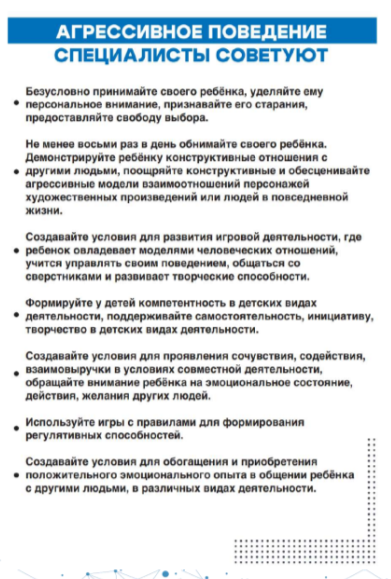 АГРЕССИВНОЕ ПОВЕДЕНИЕ
СПЕЦИАЛИСТЫ СОВЕТУЮТ
• Безусловно принимайте своего ребёнка, уделяйте ему
персональное внимание, признавайте его старания,
предоставляйте свободу выбора.
• Не менее восьми раз в день обнимайте своего ребёнка.
Демонстрируйте ребёнку конструктивные отношения с
другими людьми, поощряйте конструктивные и обесценивайте
агрессивные модели взаимоотношений персонажей
художественных произведений или людей в повседневной
жизни.
• Создавайте условия для развития игровой деятельности, где
ребенок овладевает моделями человеческих отношений,
учится управлять своим поведением, общаться со
сверстниками и развивает творческие способности.
• Формируйте у детей компетентность в детских видах
деятельности, поддерживайте самостоятельность, инициативу,
творчество в детских видах деятельности.
• Создавайте условия для проявления сочувствия, содействия,
взаимовыручки в условиях совместной деятельности,
обращайте внимание ребёнка на эмоциональное состояние,
действия, желания других людей.
• Используйте игры с правилами для формирования
регулятивных способностей.
• Создавайте условия для обогащения и приобретения
положительного эмоционального опыта в общении ребёнка
с другими людьми, в различных видах деятельности.